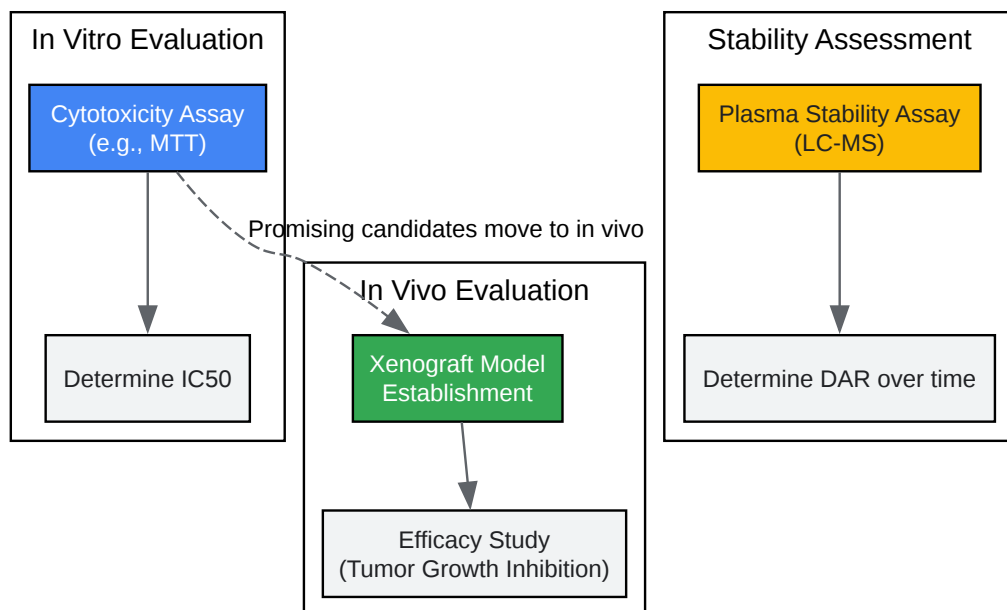 In Vitro Evaluation
Cytotoxicity Assay
(e.g., MTT)
Determine IC50
Promising candidates move to in vivo
In Vivo Evaluation
Xenograft Model
Establishment
Efficacy Study
(Tumor Growth Inhibition)
Stability Assessment
Plasma Stability Assay
(LC-MS)
Determine DAR over time